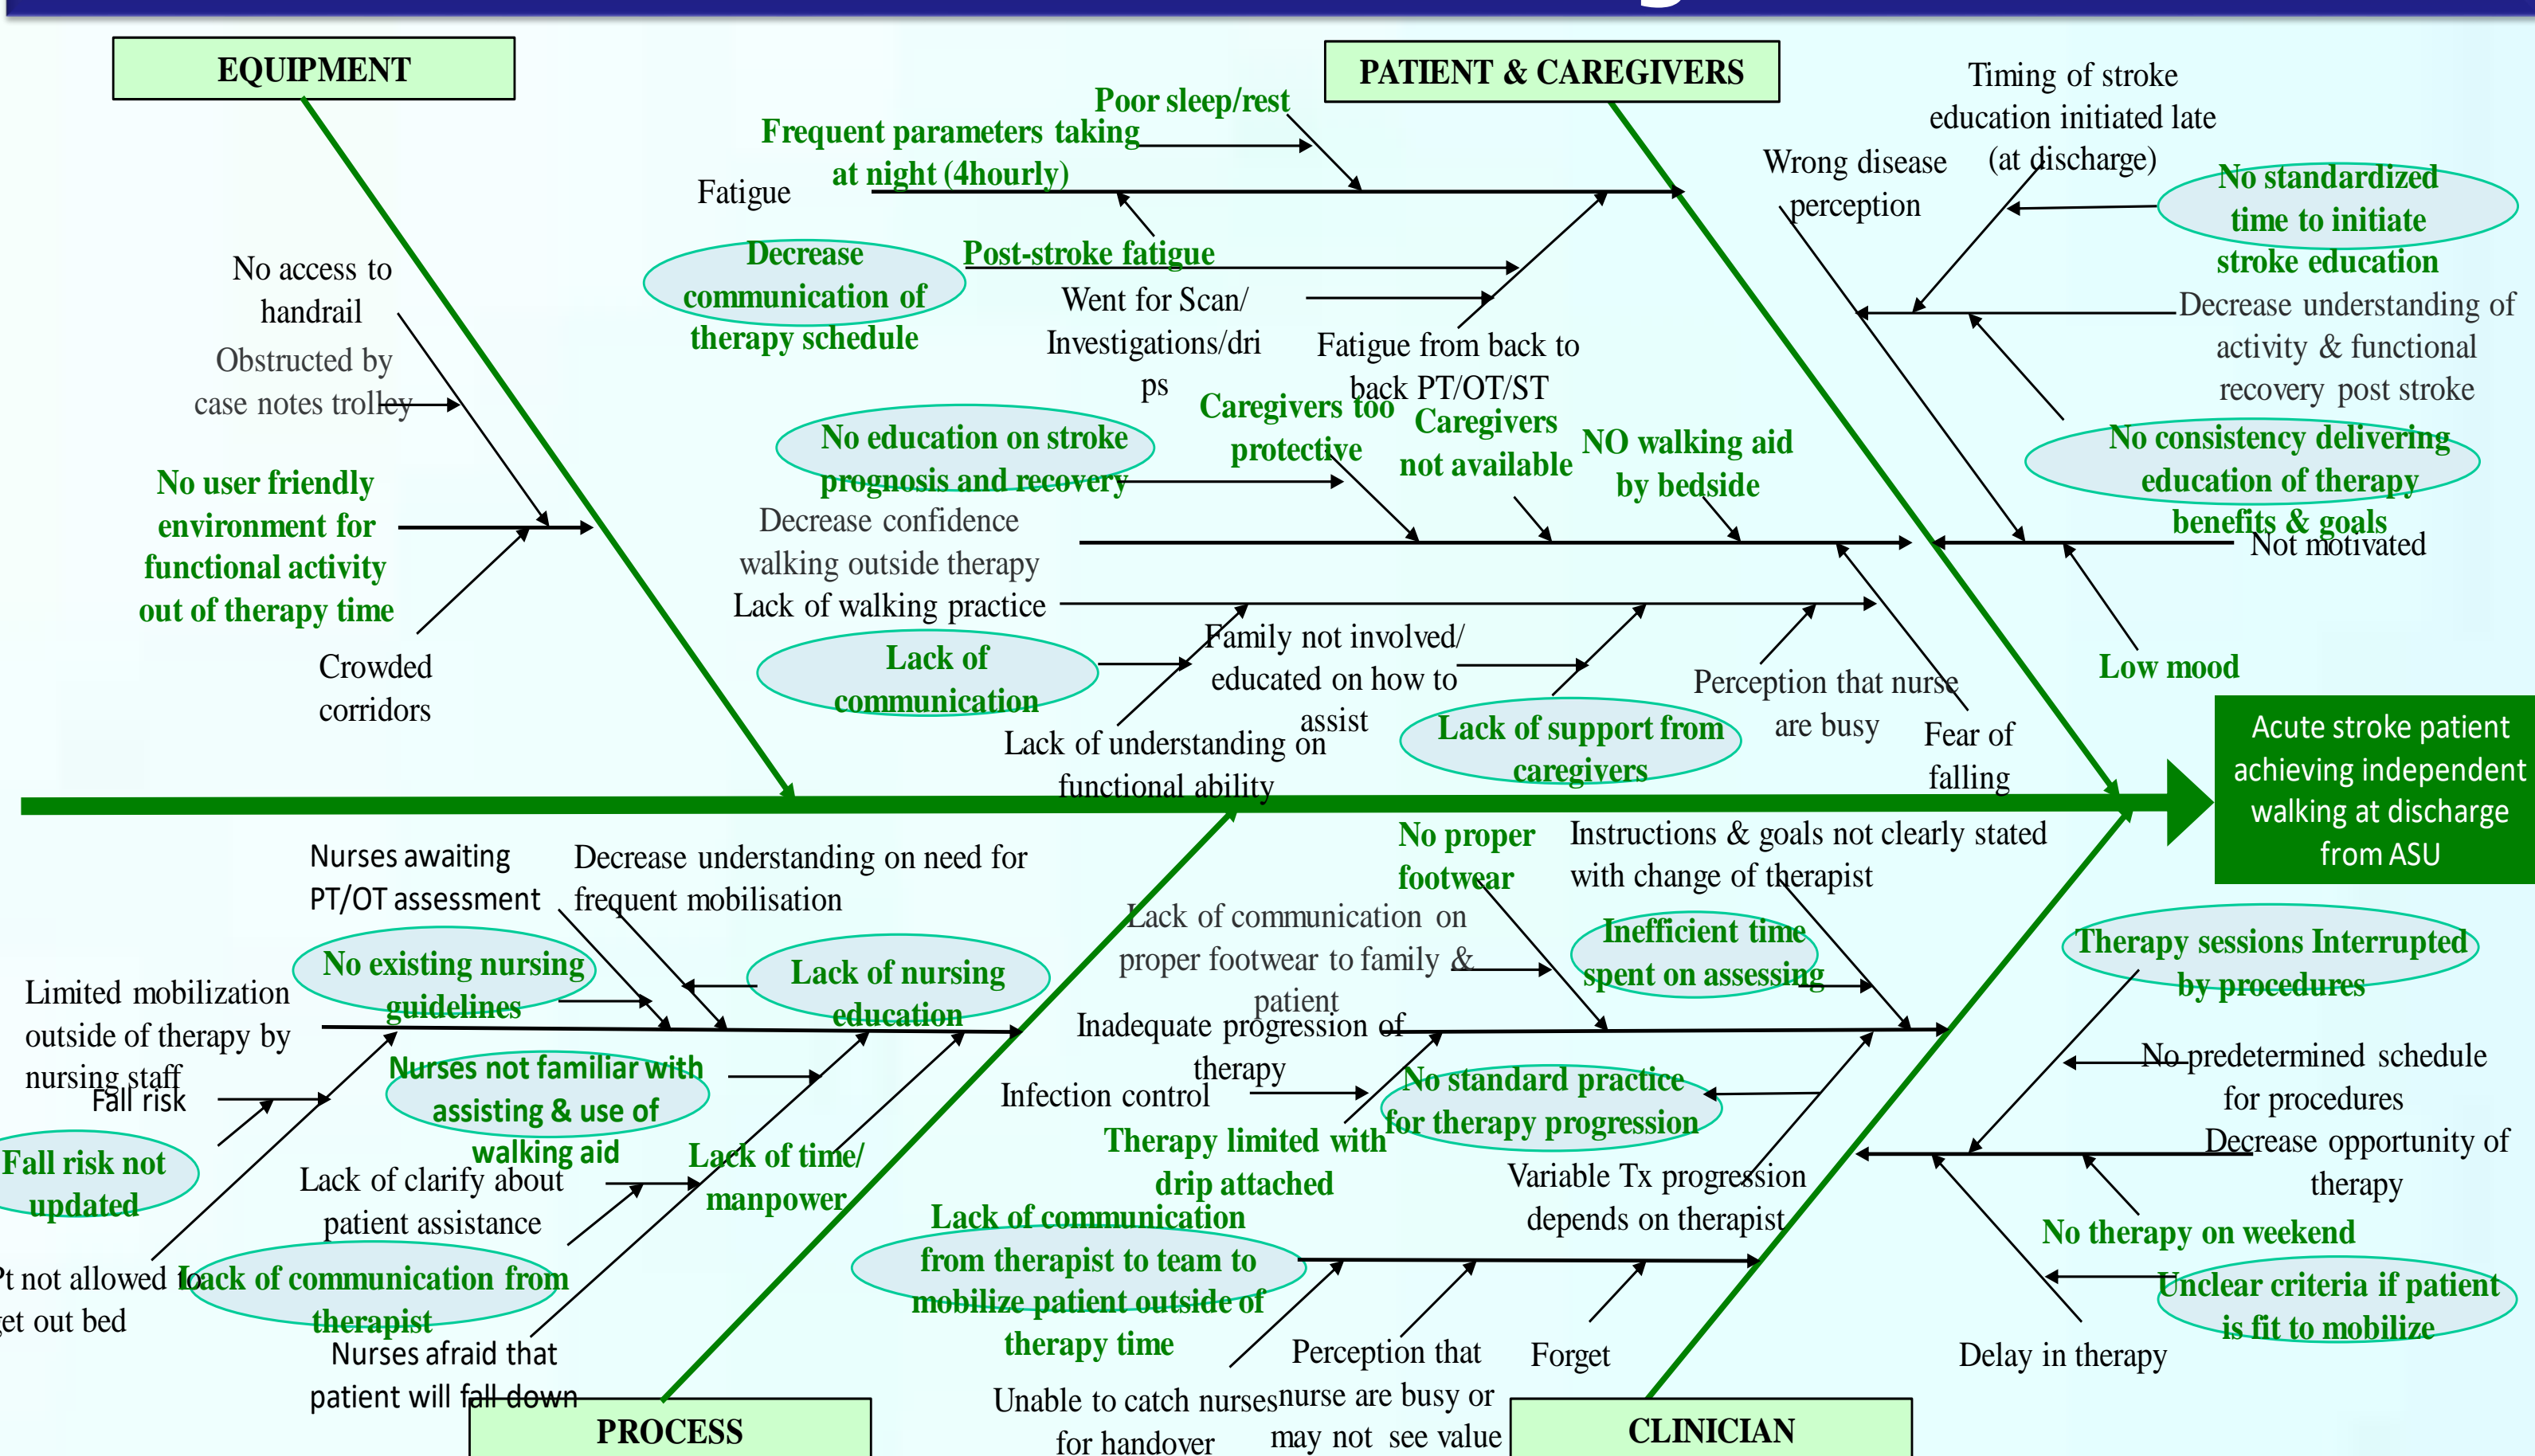 EQUIPMENT
PATIENT & CAREGIVERS
Timing of stroke
education initiated late
(at discharge)
Poor sleep/rest
Frequent parameters taking
at night (4hourly)
Fatigue
Wrong disease
perception
No standardized
time to initiate
stroke education
Decrease
communication of
therapy schedule
Post-stroke fatigue
Went for Scan/
Investigations/dri
ps
Fatigue from back to
back PT/OT/ST
Decrease understanding of
activity & functional
recovery post stroke
No access to
handrail
Obstructed by
case notes trolley
No user friendly
environment for
functional activity
out of therapy time
Crowded
corridors
No education on stroke
prognosis and recovery
Caregivers too
protective
Caregivers
not available
NO walking aid
by bedside
No consistency delivering
education of therapy
benefits & goals
Not motivated
Decrease confidence
walking outside therapy
Lack of walking practice
Lack of
communication
Family not involved/
educated on how to
assist
Lack of understanding on
functional ability
Lack of support from
caregivers
Perception that nurse
are busy
Fear of
falling
Low mood
Acute stroke patient
achieving independent
walking at discharge
from ASU
Nurses awaiting
PT/OT assessment
Decrease understanding on need for
frequent mobilisation
No existing nursing
guidelines
Lack of nursing
education
Limited mobilization
outside of therapy by
nursing staff
Fall risk
Fall risk not
updated
Pt not allowed to
get out bed
Nurses not familiar with
assisting & use of
walking aid
Lack of clarify about
patient assistance
Lack of time/
manpower
Lack of communication from
therapist
Nurses afraid that
patient will fall down
PROCESS
No proper
footwear
Instructions & goals not clearly stated
with change of therapist
Lack of communication on
proper footwear to family &
patient
Inefficient time
spent on assessing
Inadequate progression of
therapy
Infection control
Therapy limited with
drip attached
No standard practice
for therapy progression
Variable Tx progression
depends on therapist
Therapy sessions Interrupted
by procedures
No predetermined schedule
for procedures
Decrease opportunity of
therapy
No therapy on weekend
Unclear criteria if patient
is fit to mobilize
Delay in therapy
Lack of communication
from therapist to team to
mobilize patient outside of
therapy time
Unable to catch nurses
for handover
Perception that
nurse are busy or
may not see value
Forget
CLINICIAN